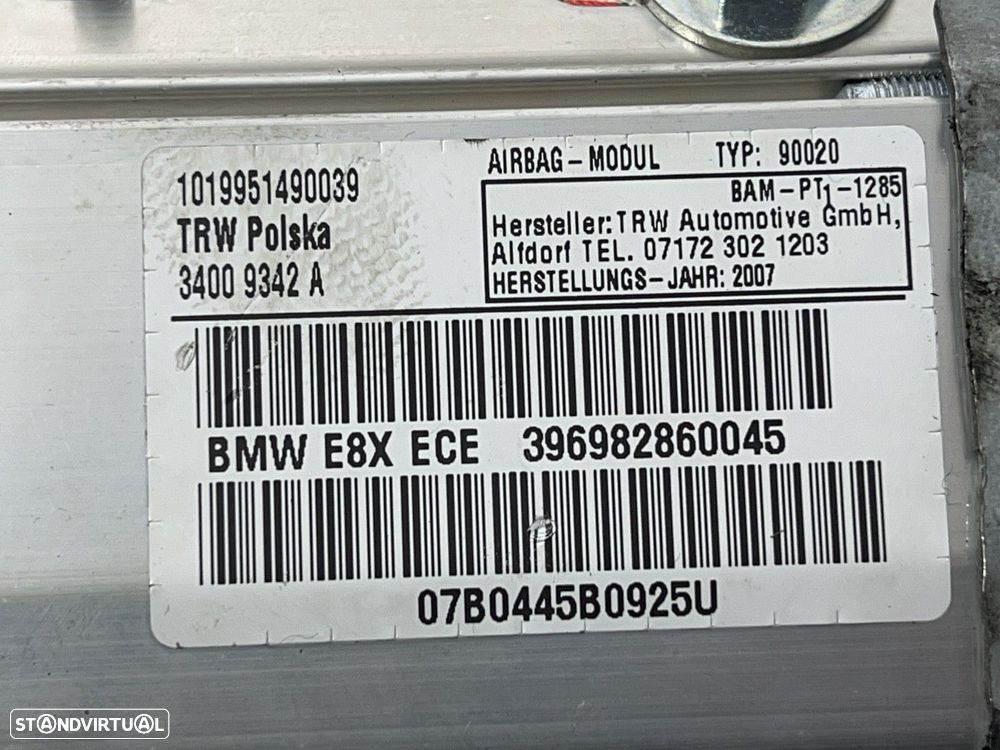 1019951490039
TRW Polska
3400 9342 A
AIRBAG-MODUL TYP: 90020
BAM-PT1-1285
Hersteller: TRW Automotive GmbH,
Alfdorf TEL. 07172 302 1203
HERSTELLUNGS-JAHR: 2007
BMW E8X ECE 396982860045
07B0445B0925U
STANDVIRTUAL